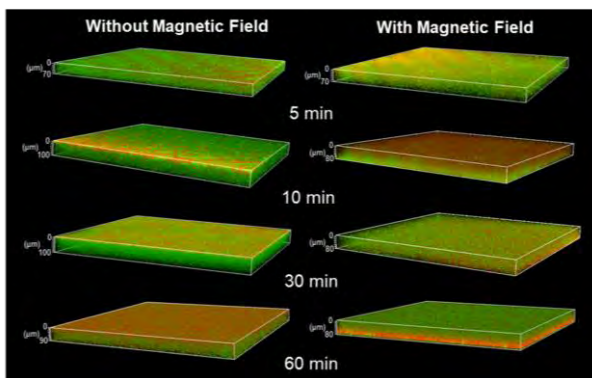 Without Magnetic Field With Magnetic Field
(μm) 0 70 (μm) 0 70
5 min
(μm) 0 100 (μm) 0 80
10 min
(μm) 0 100 (μm) 0 80
30 min
(μm) 0 90 (μm) 0 80
60 min